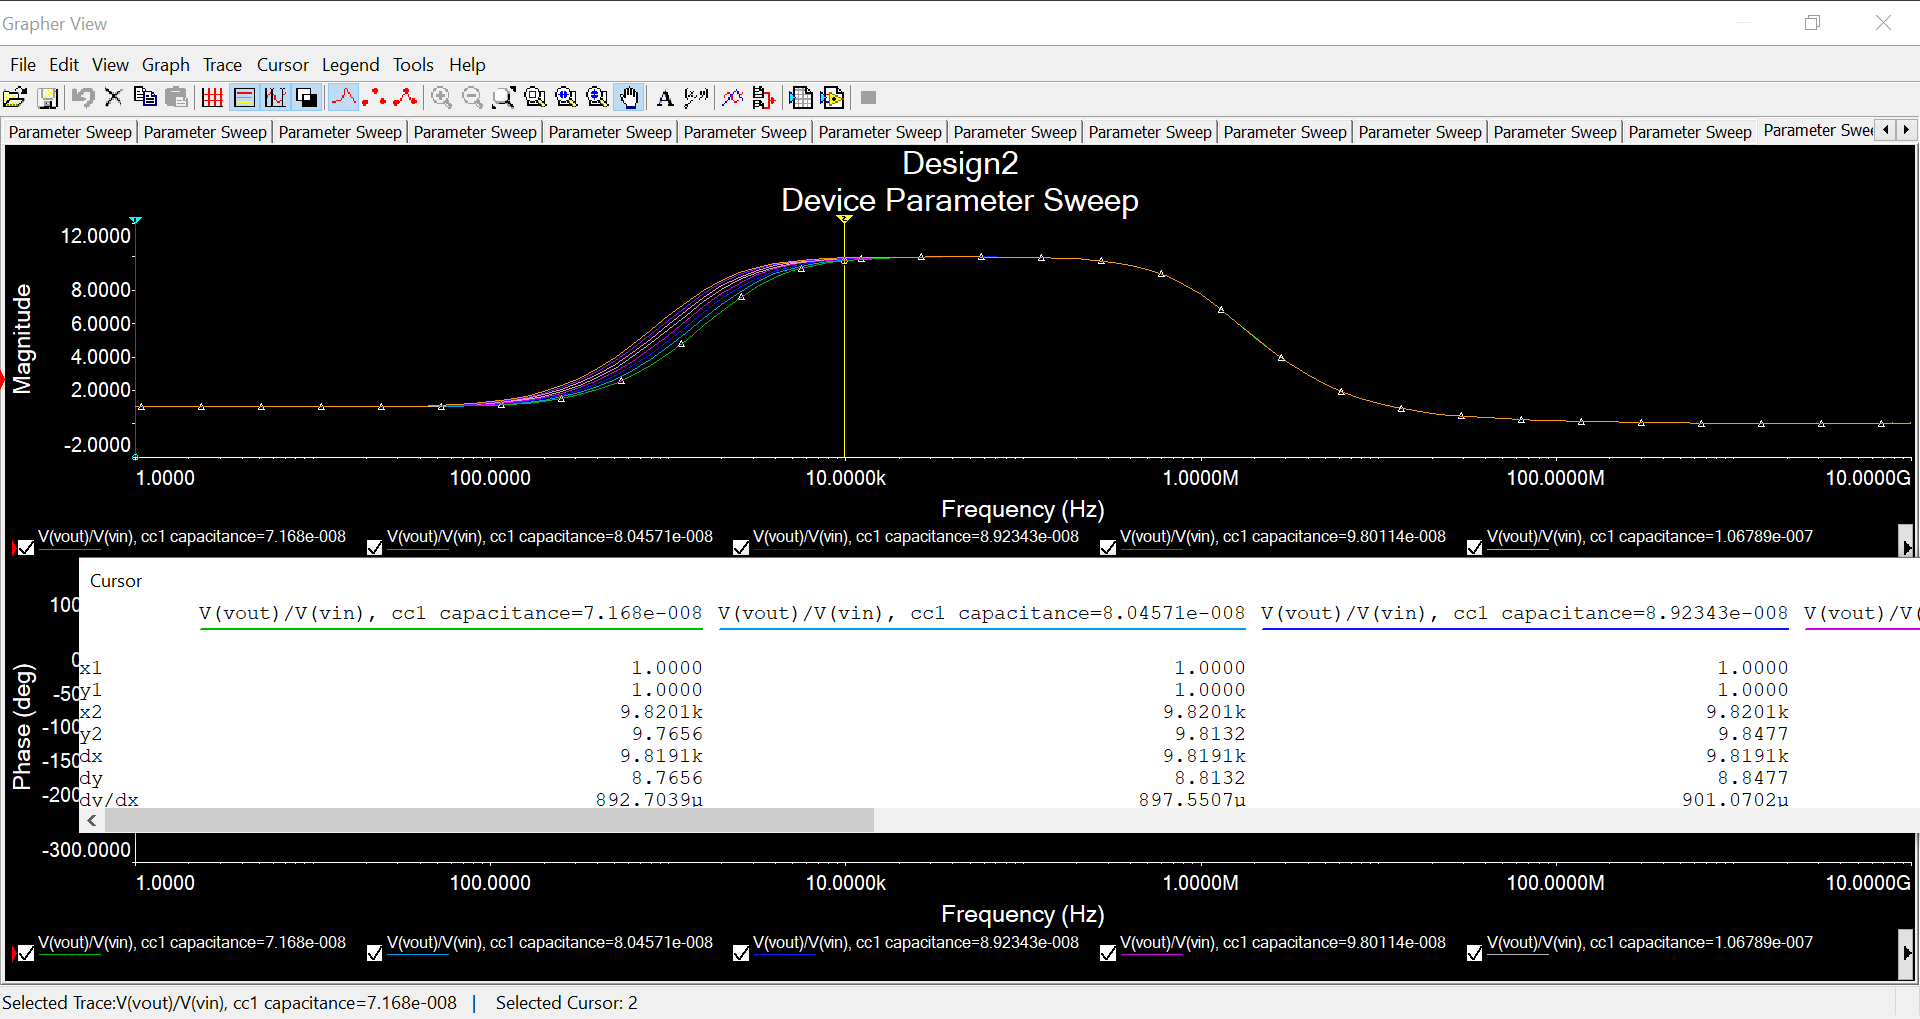 Grapher View
File Edit View Graph Trace Cursor Legend Tools Help
Parameter Sweep Parameter Sweep Parameter Sweep Parameter Sweep Parameter Sweep Parameter Sweep Parameter Sweep Parameter Sweep Parameter Sweep Parameter Sweep Parameter Sweep Parameter Sweep Parameter Sweep Parameter Swee
Design2
Device Parameter Sweep
12.0000
8.0000
6.0000
4.0000
2.0000
-2.0000
Magnitude
1.0000 100.0000 10.0000k 1.0000M 100.0000M 10.0000G
Frequency (Hz)
V(vout)/V(vin), cc1 capacitance=7.168e-008 V(vout)/V(vin), cc1 capacitance=8.04571e-008 V(vout)/V(vin), cc1 capacitance=8.92343e-008 V(vout)/V(vin), cc1 capacitance=9.80114e-008 V(vout)/V(vin), cc1 capacitance=1.06789e-007
Cursor
V(vout)/V(vin), cc1 capacitance=7.168e-008 V(vout)/V(vin), cc1 capacitance=8.04571e-008 V(vout)/V(vin), cc1 capacitance=8.92343e-008 V(vout)/V(
x1 1.0000 1.0000 1.0000
y1 1.0000 1.0000 1.0000
x2 9.8201k 9.8201k 9.8201k
y2 9.7656 9.8132 9.8477
dx 9.8191k 9.8191k 9.8191k
dy 8.7656 8.8132 8.8477
dy/dx 892.7039µ 897.5507µ 901.0702µ
100
0
-50
-100
-150
-200
-300.0000
Phase (deg)
1.0000 100.0000 10.0000k 1.0000M 100.0000M 10.0000G
Frequency (Hz)
V(vout)/V(vin), cc1 capacitance=7.168e-008 V(vout)/V(vin), cc1 capacitance=8.04571e-008 V(vout)/V(vin), cc1 capacitance=8.92343e-008 V(vout)/V(vin), cc1 capacitance=9.80114e-008 V(vout)/V(vin), cc1 capacitance=1.06789e-007
Selected Trace:V(vout)/V(vin), cc1 capacitance=7.168e-008 | Selected Cursor: 2